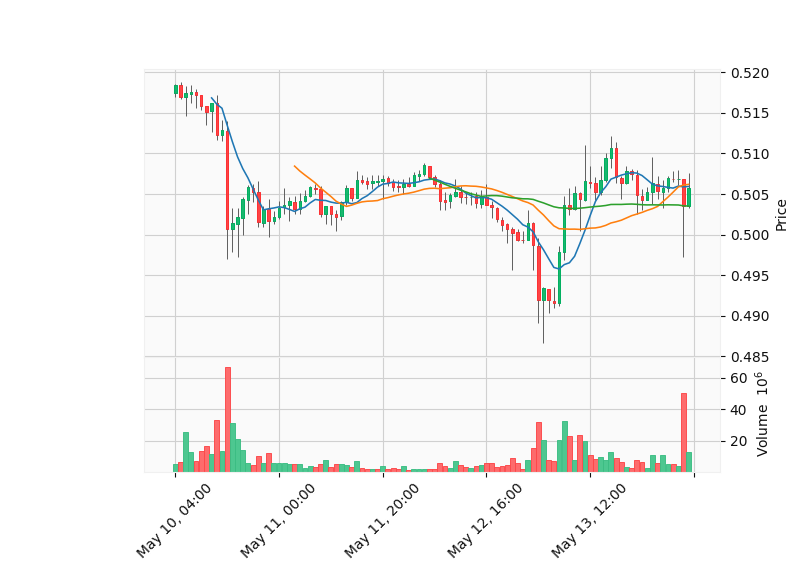 0.520
0.515
0.510
0.505
0.500
0.495
0.490
0.485
Price
60
40
20
Volume 10^6
May 10, 04:00
May 11, 00:00
May 11, 20:00
May 12, 16:00
May 13, 12:00